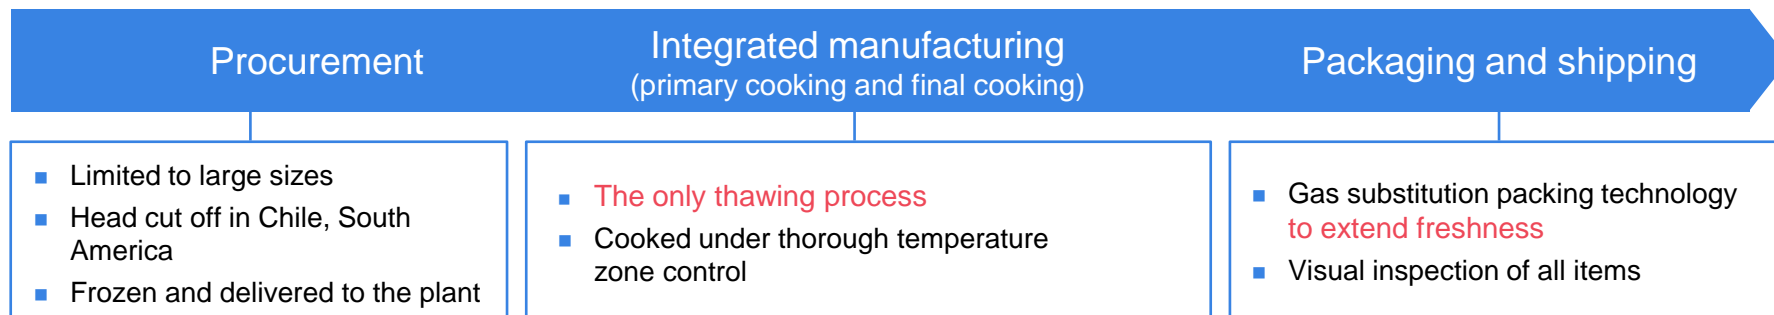 Procurement
Integrated manufacturing
(primary cooking and final cooking)
Packaging and shipping
Limited to large sizes
Head cut off in Chile, South
America
Frozen and delivered to the plant
The only thawing process
Cooked under thorough temperature
zone control
Gas substitution packing technology
to extend freshness
Visual inspection of all items